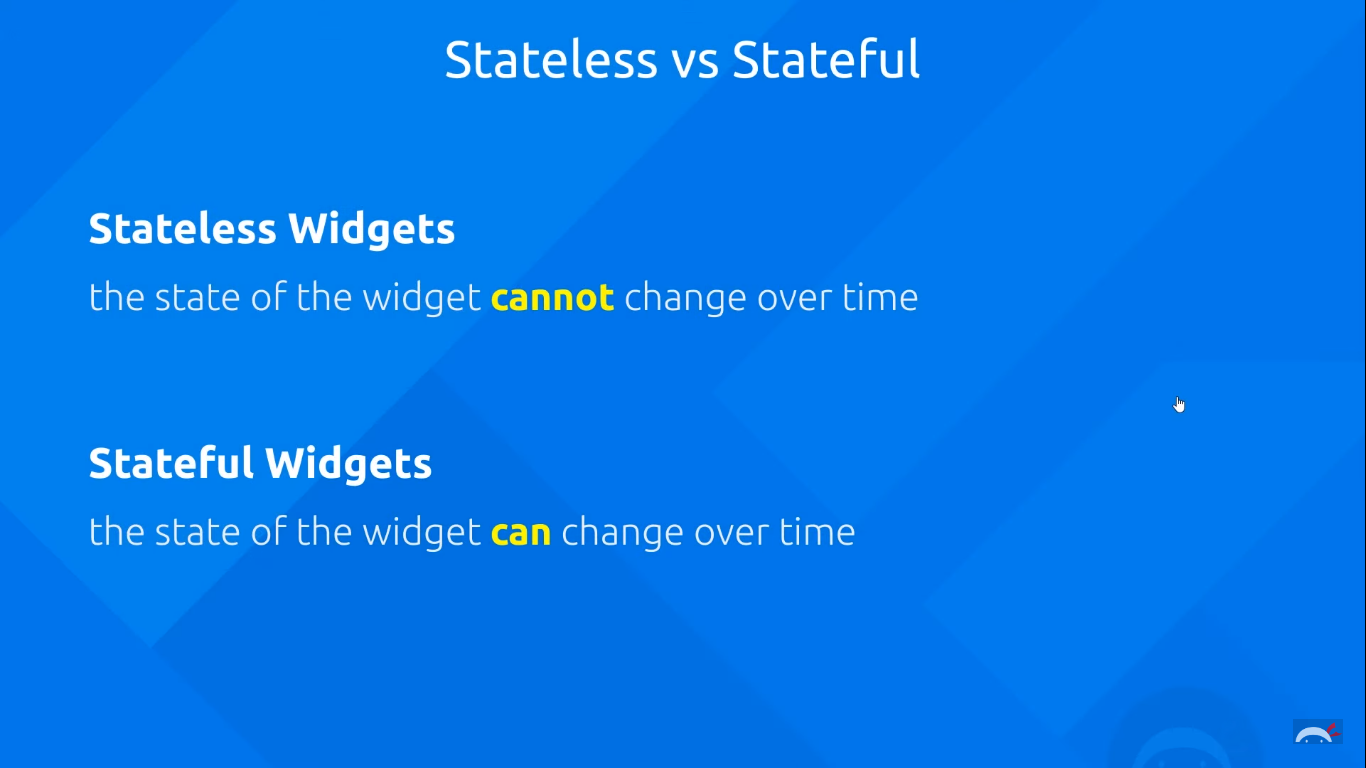 Stateless vs Stateful
Stateless Widgets
the state of the widget cannot change over time
Stateful Widgets
the state of the widget can change over time